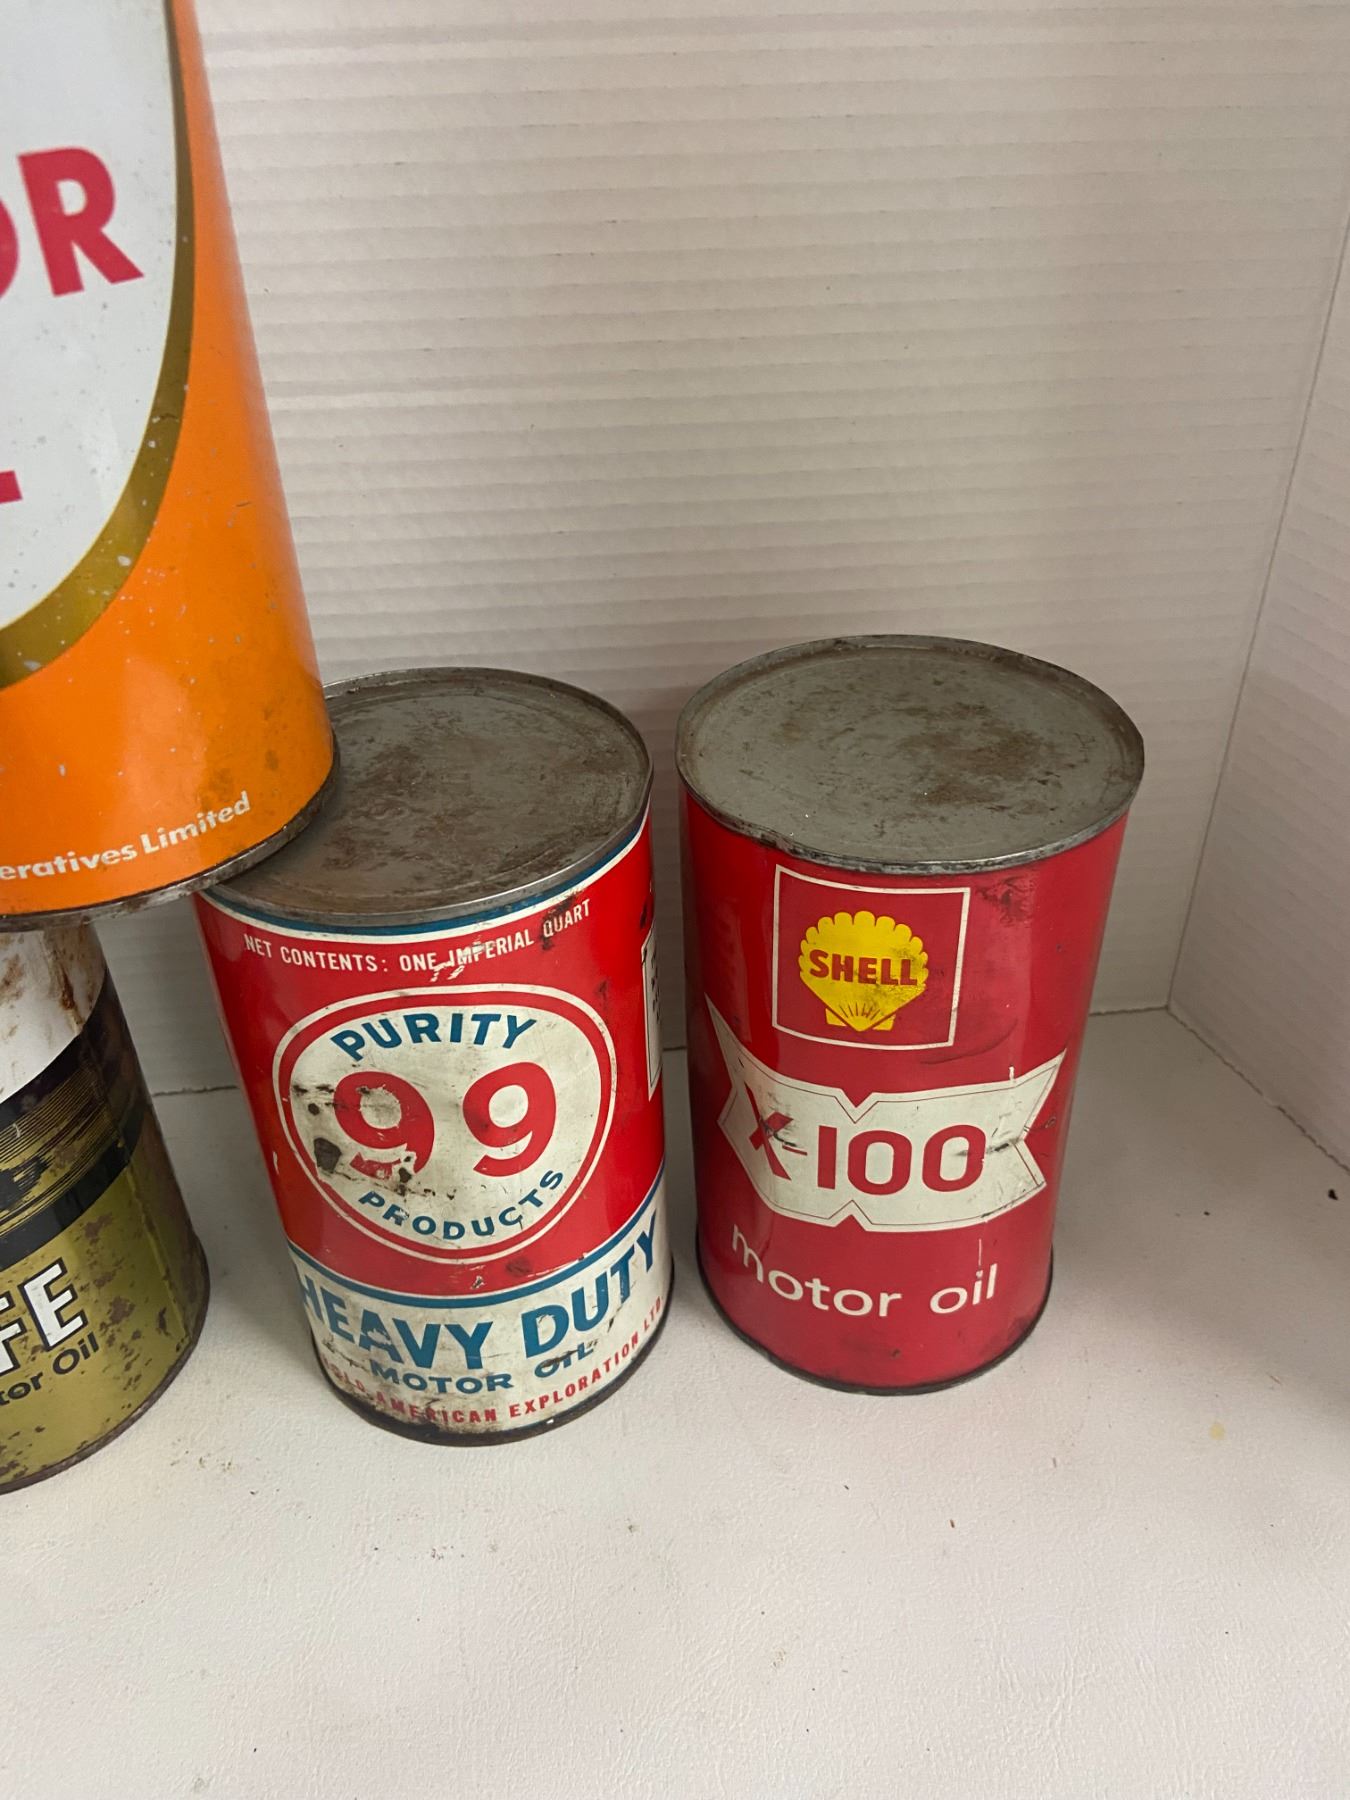 OR
eratives Limited
FE
tor Oil
NET CONTENTS: ONE IMPERIAL QUART
PURITY
99
PRODUCTS
HEAVY DUTY
MOTOR OIL
AMERICAN EXPLORATION LTD.
SHELL
X-100
motor oil